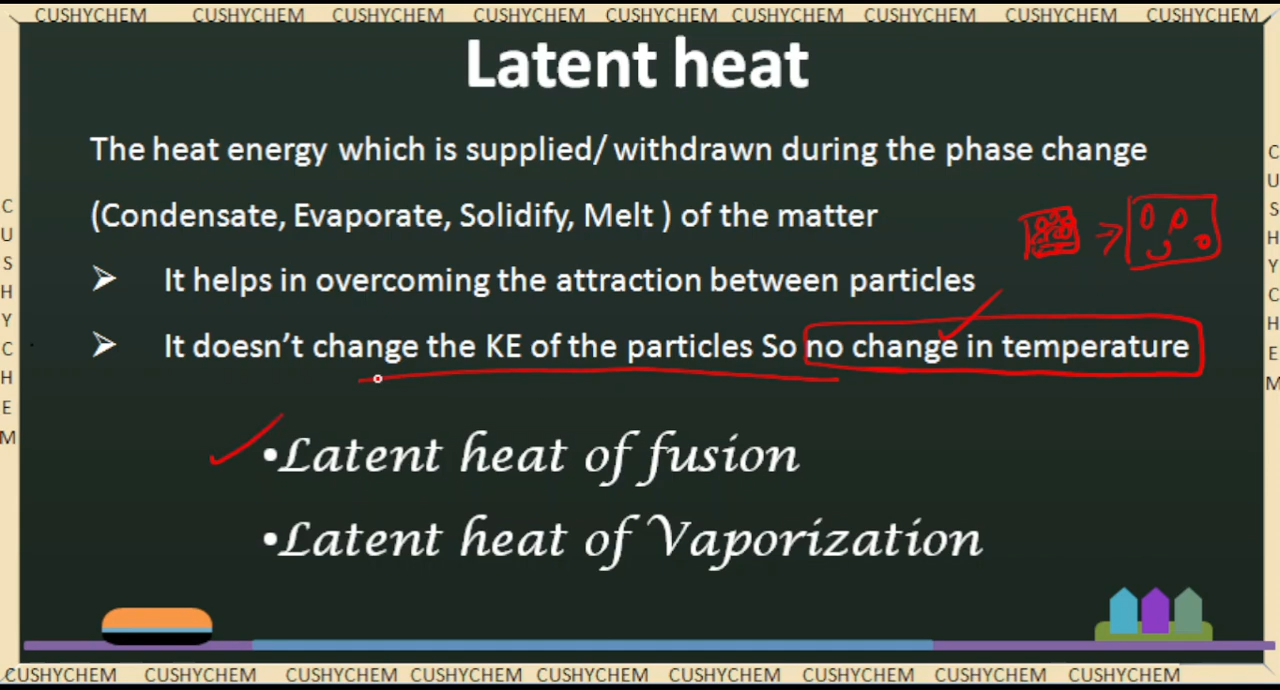 CUSHYCHEM CUSHYCHEM CUSHYCHEM CUSHYCHEM CUSHYCHEM CUSHYCHEM CUSHYCHEM CUSHYCHEM CUSHYCHEM
Latent heat
The heat energy which is supplied/ withdrawn during the phase change
(Condensate, Evaporate, Solidify, Melt ) of the matter
➢ It helps in overcoming the attraction between particles
➢ It doesn't change the KE of the particles So no change in temperature
•Latent heat of fusion
•Latent heat of Vaporization
CUSHYCHEM
CUSHYCHEM
CUSHYCHEM CUSHYCHEM CUSHYCHEM CUSHYCHEM CUSHYCHEM CUSHYCHEM CUSHYCHEM CUSHYCHEM CUSHYCHEM